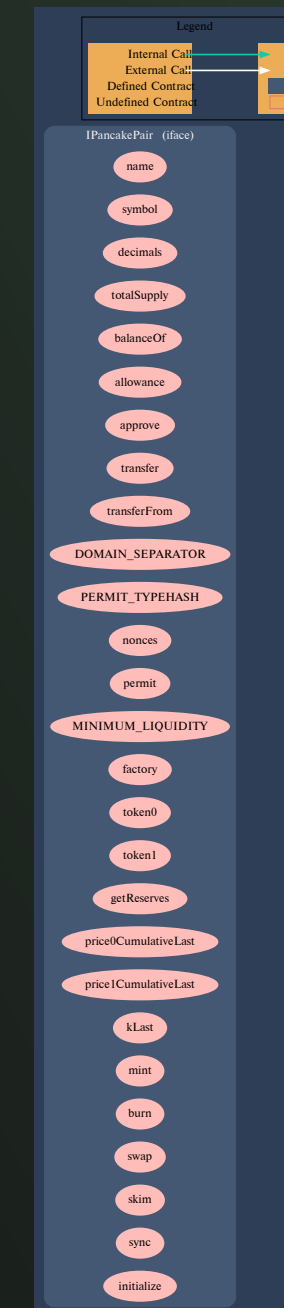 Legend
Internal Call
External Call
Defined Contract
Undefined Contract
IPancakePair (iface)
name
symbol
decimals
totalSupply
balanceOf
allowance
approve
transfer
transferFrom
DOMAIN_SEPARATOR
PERMIT_TYPEHASH
nonces
permit
MINIMUM_LIQUIDITY
factory
token0
token1
getReserves
price0CumulativeLast
price1CumulativeLast
kLast
mint
burn
swap
skim
sync
initialize